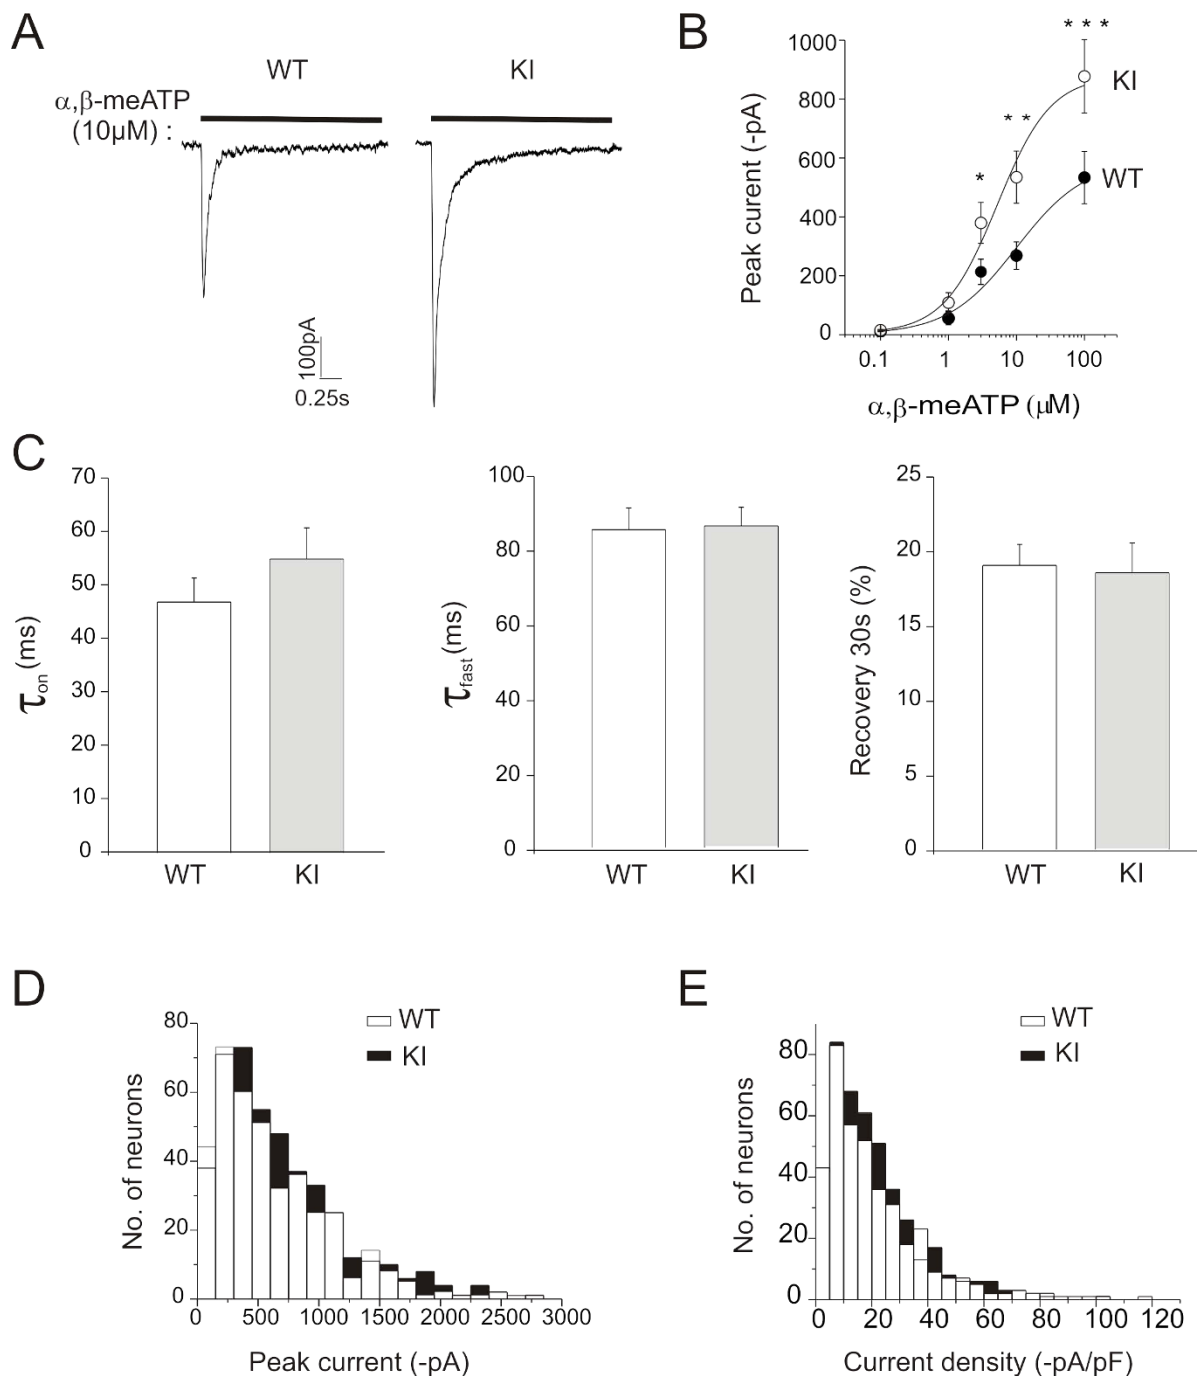 A
WT
KI
α,β-meATP
(10μM) :
100pA
0.25s
B
* * *
* *
*
KI
WT
Peak curent (-pA)
1000
800
600
400
200
0
0.1
1
10
100
α,β-meATP (μM)
C
τon (ms)
70
60
50
40
30
20
10
0
WT
KI
τfast (ms)
100
80
60
40
20
0
WT
KI
Recovery 30s (%)
25
20
15
10
5
0
WT
KI
D
WT
KI
No. of neurons
80
60
40
20
0
0
500
1000
1500
2000
2500
3000
Peak current (-pA)
E
WT
KI
No. of neurons
80
60
40
20
0
0
20
40
60
80
100
120
Current density (-pA/pF)